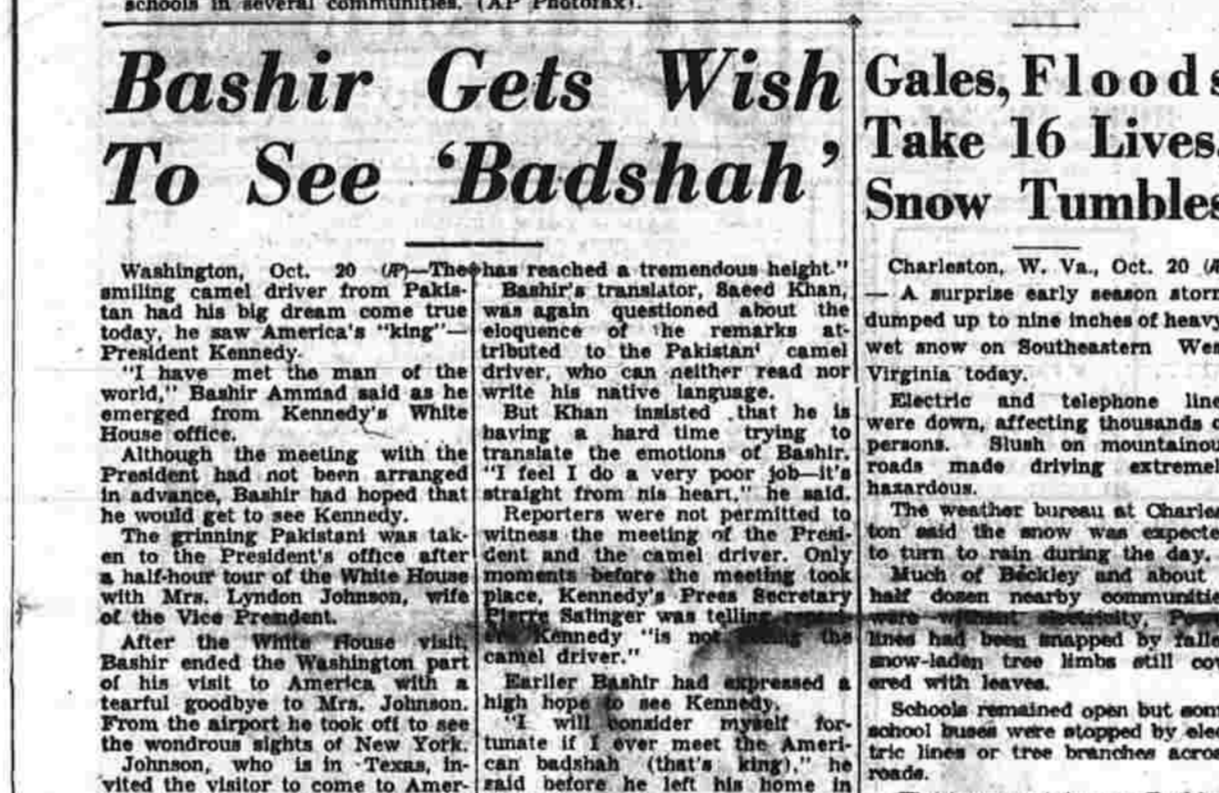 schools in several communities. (AP Photofax).
Bashir Gets Wish
To See 'Badshah'
Washington, Oct. 20 (AP)—The
smiling camel driver from Pakis-
tan had his big dream come true
today, he saw America's "king"—
President Kennedy.
"I have met the man of the
world," Bashir Ammad said as he
emerged from Kennedy's White
House office.
Although the meeting with the
President had not been arranged
in advance, Bashir had hoped that
he would get to see Kennedy.
The grinning Pakistani was tak-
en to the President's office after
a half-hour tour of the White House
with Mrs. Lyndon Johnson, wife
of the Vice President.
After the White House visit,
Bashir ended the Washington part
of his visit to America with a
tearful goodbye to Mrs. Johnson.
From the airport he took off to see
the wondrous sights of New York.
Johnson, who is in Texas, in-
vited the visitor to come to Amer-
has reached a tremendous height."
Bashir's translator, Saeed Khan,
was again questioned about the
eloquence of the remarks at-
tributed to the Pakistan' camel
driver, who can neither read nor
write his native language.
But Khan insisted that he is
having a hard time trying to
translate the emotions of Bashir.
"I feel I do a very poor job—it's
straight from his heart," he said.
Reporters were not permitted to
witness the meeting of the Presi-
dent and the camel driver. Only
moments before the meeting took
place, Kennedy's Press Secretary
Pierre Salinger was telling
Kennedy "is not seeing the
camel driver."
Earlier Bashir had expressed a
high hope to see Kennedy.
"I will consider myself for-
tunate if I ever meet the Ameri-
can badshah (that's king)," he
said before he left his home in
Gales, Floods
Take 16 Lives,
Snow Tumbles
Charleston, W. Va., Oct. 20 (A
— A surprise early season storm
dumped up to nine inches of heavy
wet snow on Southeastern Wes
Virginia today.
Electric and telephone line
were down, affecting thousands o
persons. Slush on mountainou
roads made driving extremel
hazardous.
The weather bureau at Charles
ton said the snow was expecte
to turn to rain during the day.
Much of Beckley and about
half dozen nearby communitie
were without electricity,
lines had been snapped by falle
snow-laden tree limbs still cov
ered with leaves.
Schools remained open but som
school buses were stopped by elec
tric lines or tree branches acros
roads.